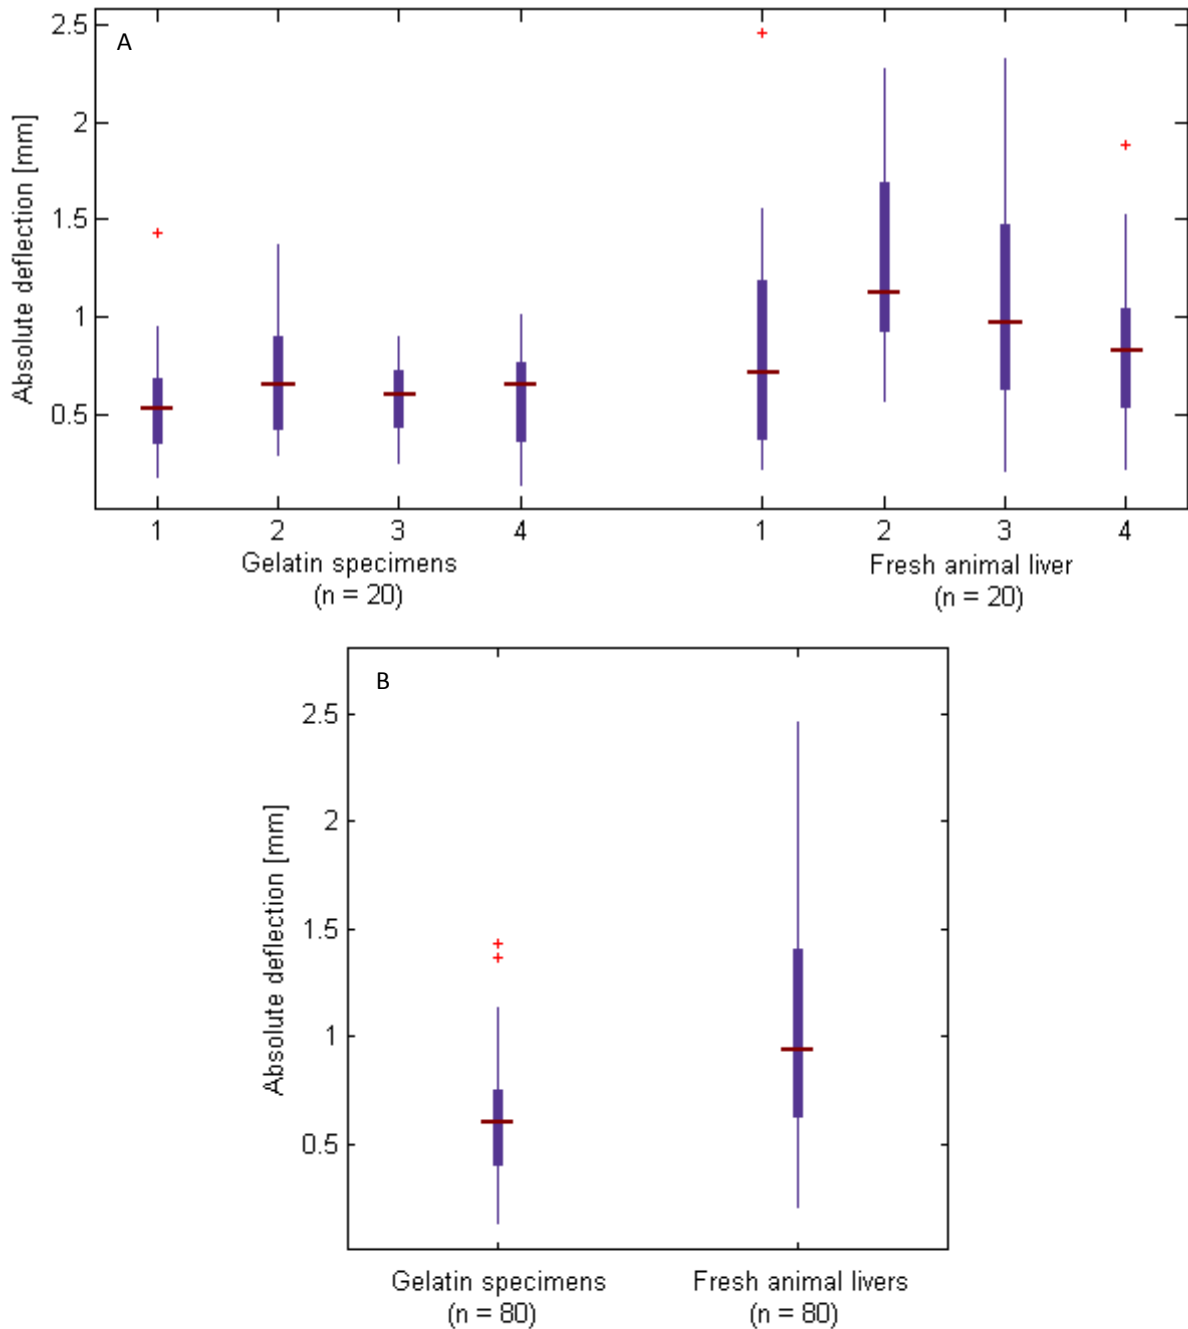 A
Absolute deflection [mm]
2.5
2
1.5
1
0.5
1 2 3 4 1 2 3 4
Gelatin specimens Fresh animal liver
(n = 20) (n = 20)
B
Absolute deflection [mm]
2.5
2
1.5
1
0.5
Gelatin specimens Fresh animal livers
(n = 80) (n = 80)